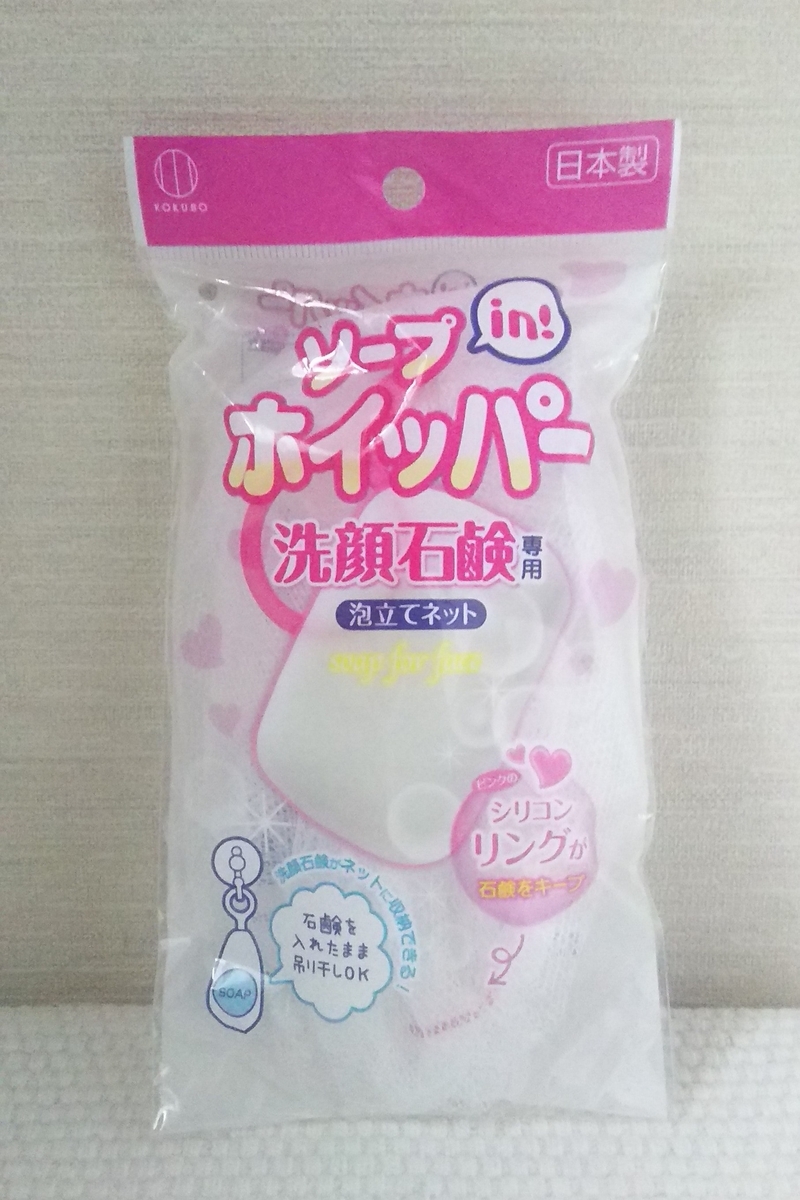 KOKUBO
日本製
in!
ソープ
ホイッパー
洗顔石鹸専用
泡立てネット
soap for face
ピンクの
シリコン
リングが
石鹸をキープ
洗顔石鹸がネットに収納できる!
石鹸を
入れたまま
吊り干しOK
SOAP